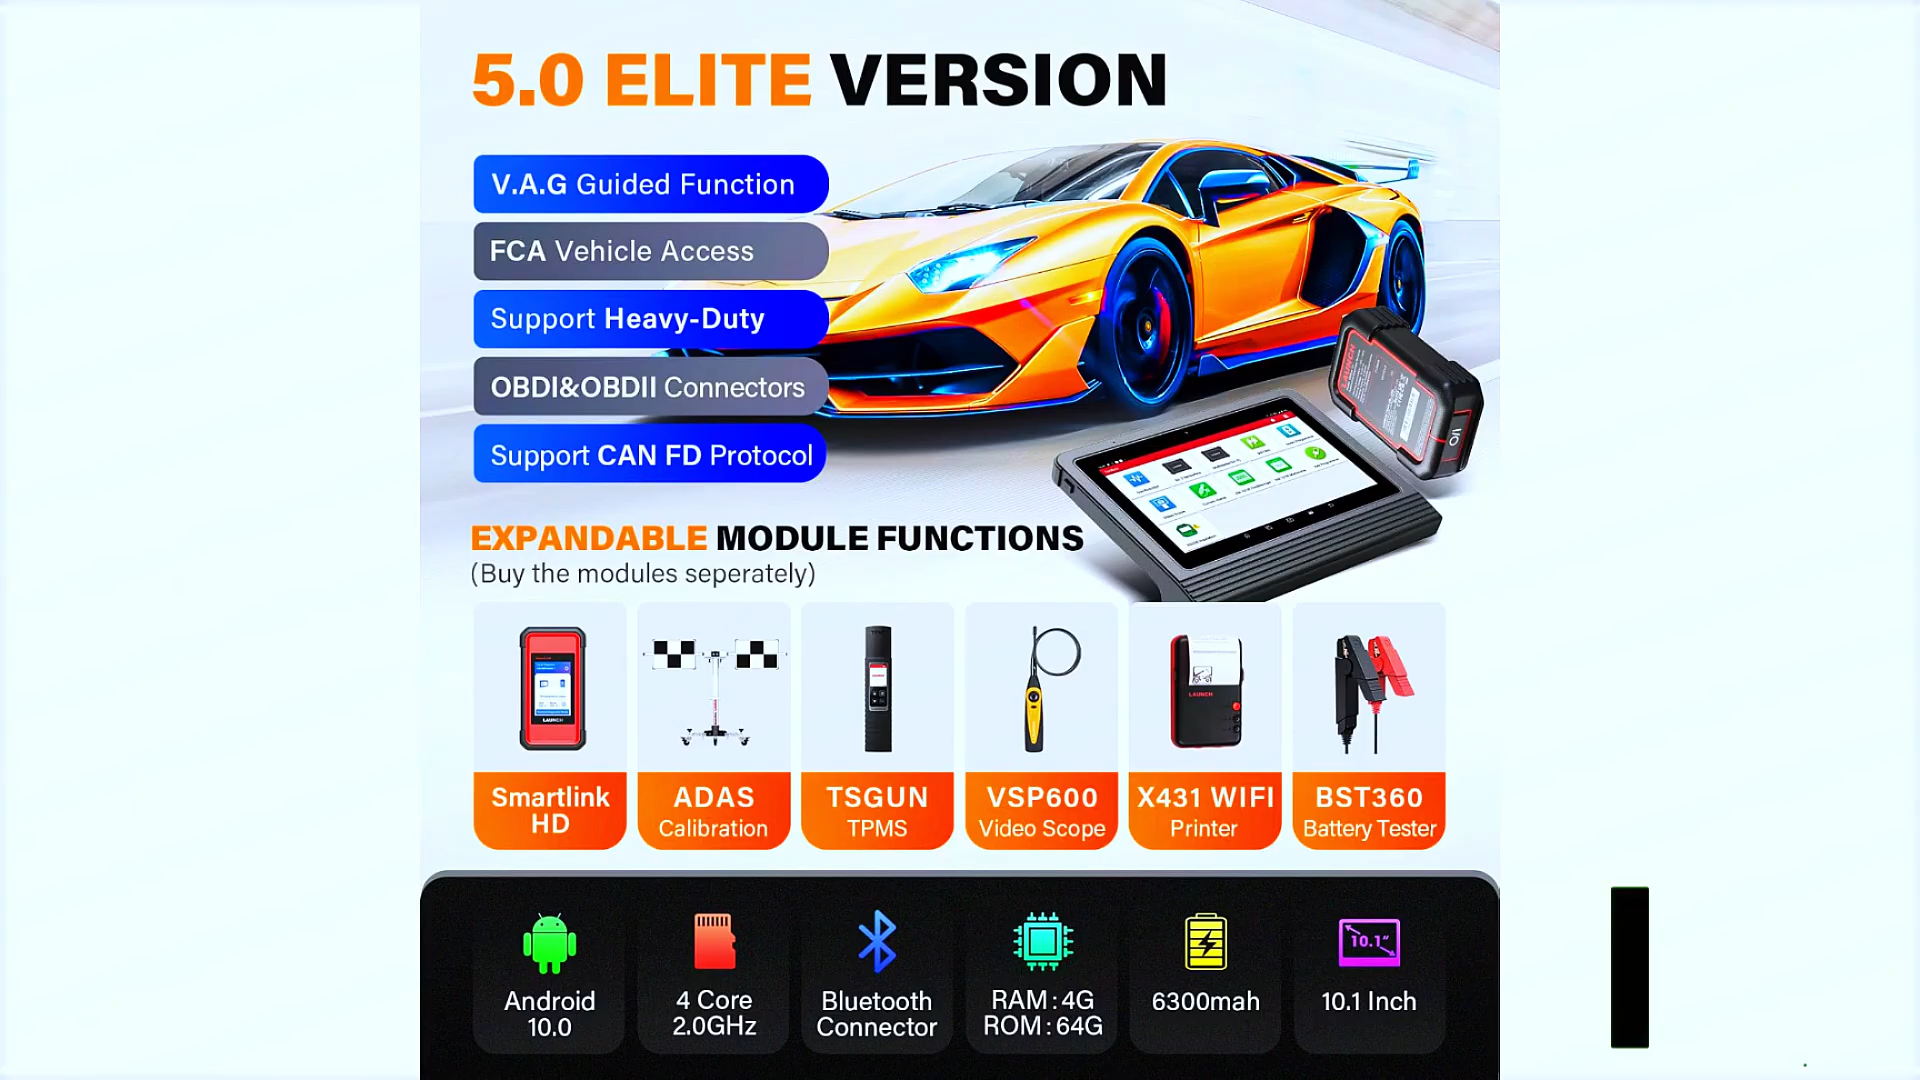 5.0 ELITE VERSION
V.A.G Guided Function
FCA Vehicle Access
Support Heavy-Duty
OBDI&OBDII Connectors
Support CAN FD Protocol
LAUNCH
I/O
EXPANDABLE MODULE FUNCTIONS
(Buy the modules seperately)
LAUNCH
LAUNCH
Smartlink
HD
ADAS
Calibration
TSGUN
TPMS
VSP600
Video Scope
X431 WIFI
Printer
BST360
Battery Tester
10.1"
Android
10.0
4 Core
2.0GHz
Bluetooth
Connector
RAM:4G
ROM:64G
6300mah
10.1 Inch